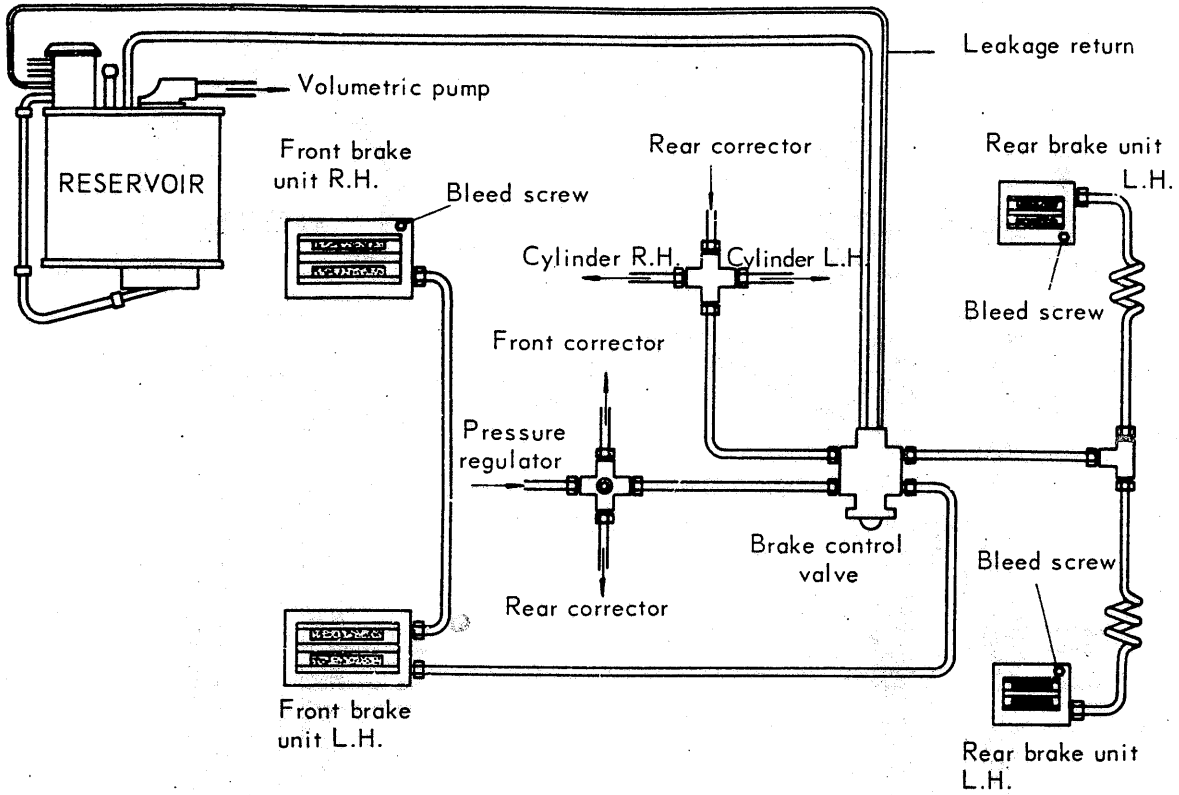 Leakage return
Volumetric pump
RESERVOIR
Front brake
unit R.H.
Bleed screw
Rear corrector
Rear brake unit
L.H.
Cylinder R.H.
Cylinder L.H.
Bleed screw
Front corrector
Pressure
regulator
Brake control
valve
Bleed screw
Rear corrector
Front brake
unit L.H.
Rear brake unit
L.H.